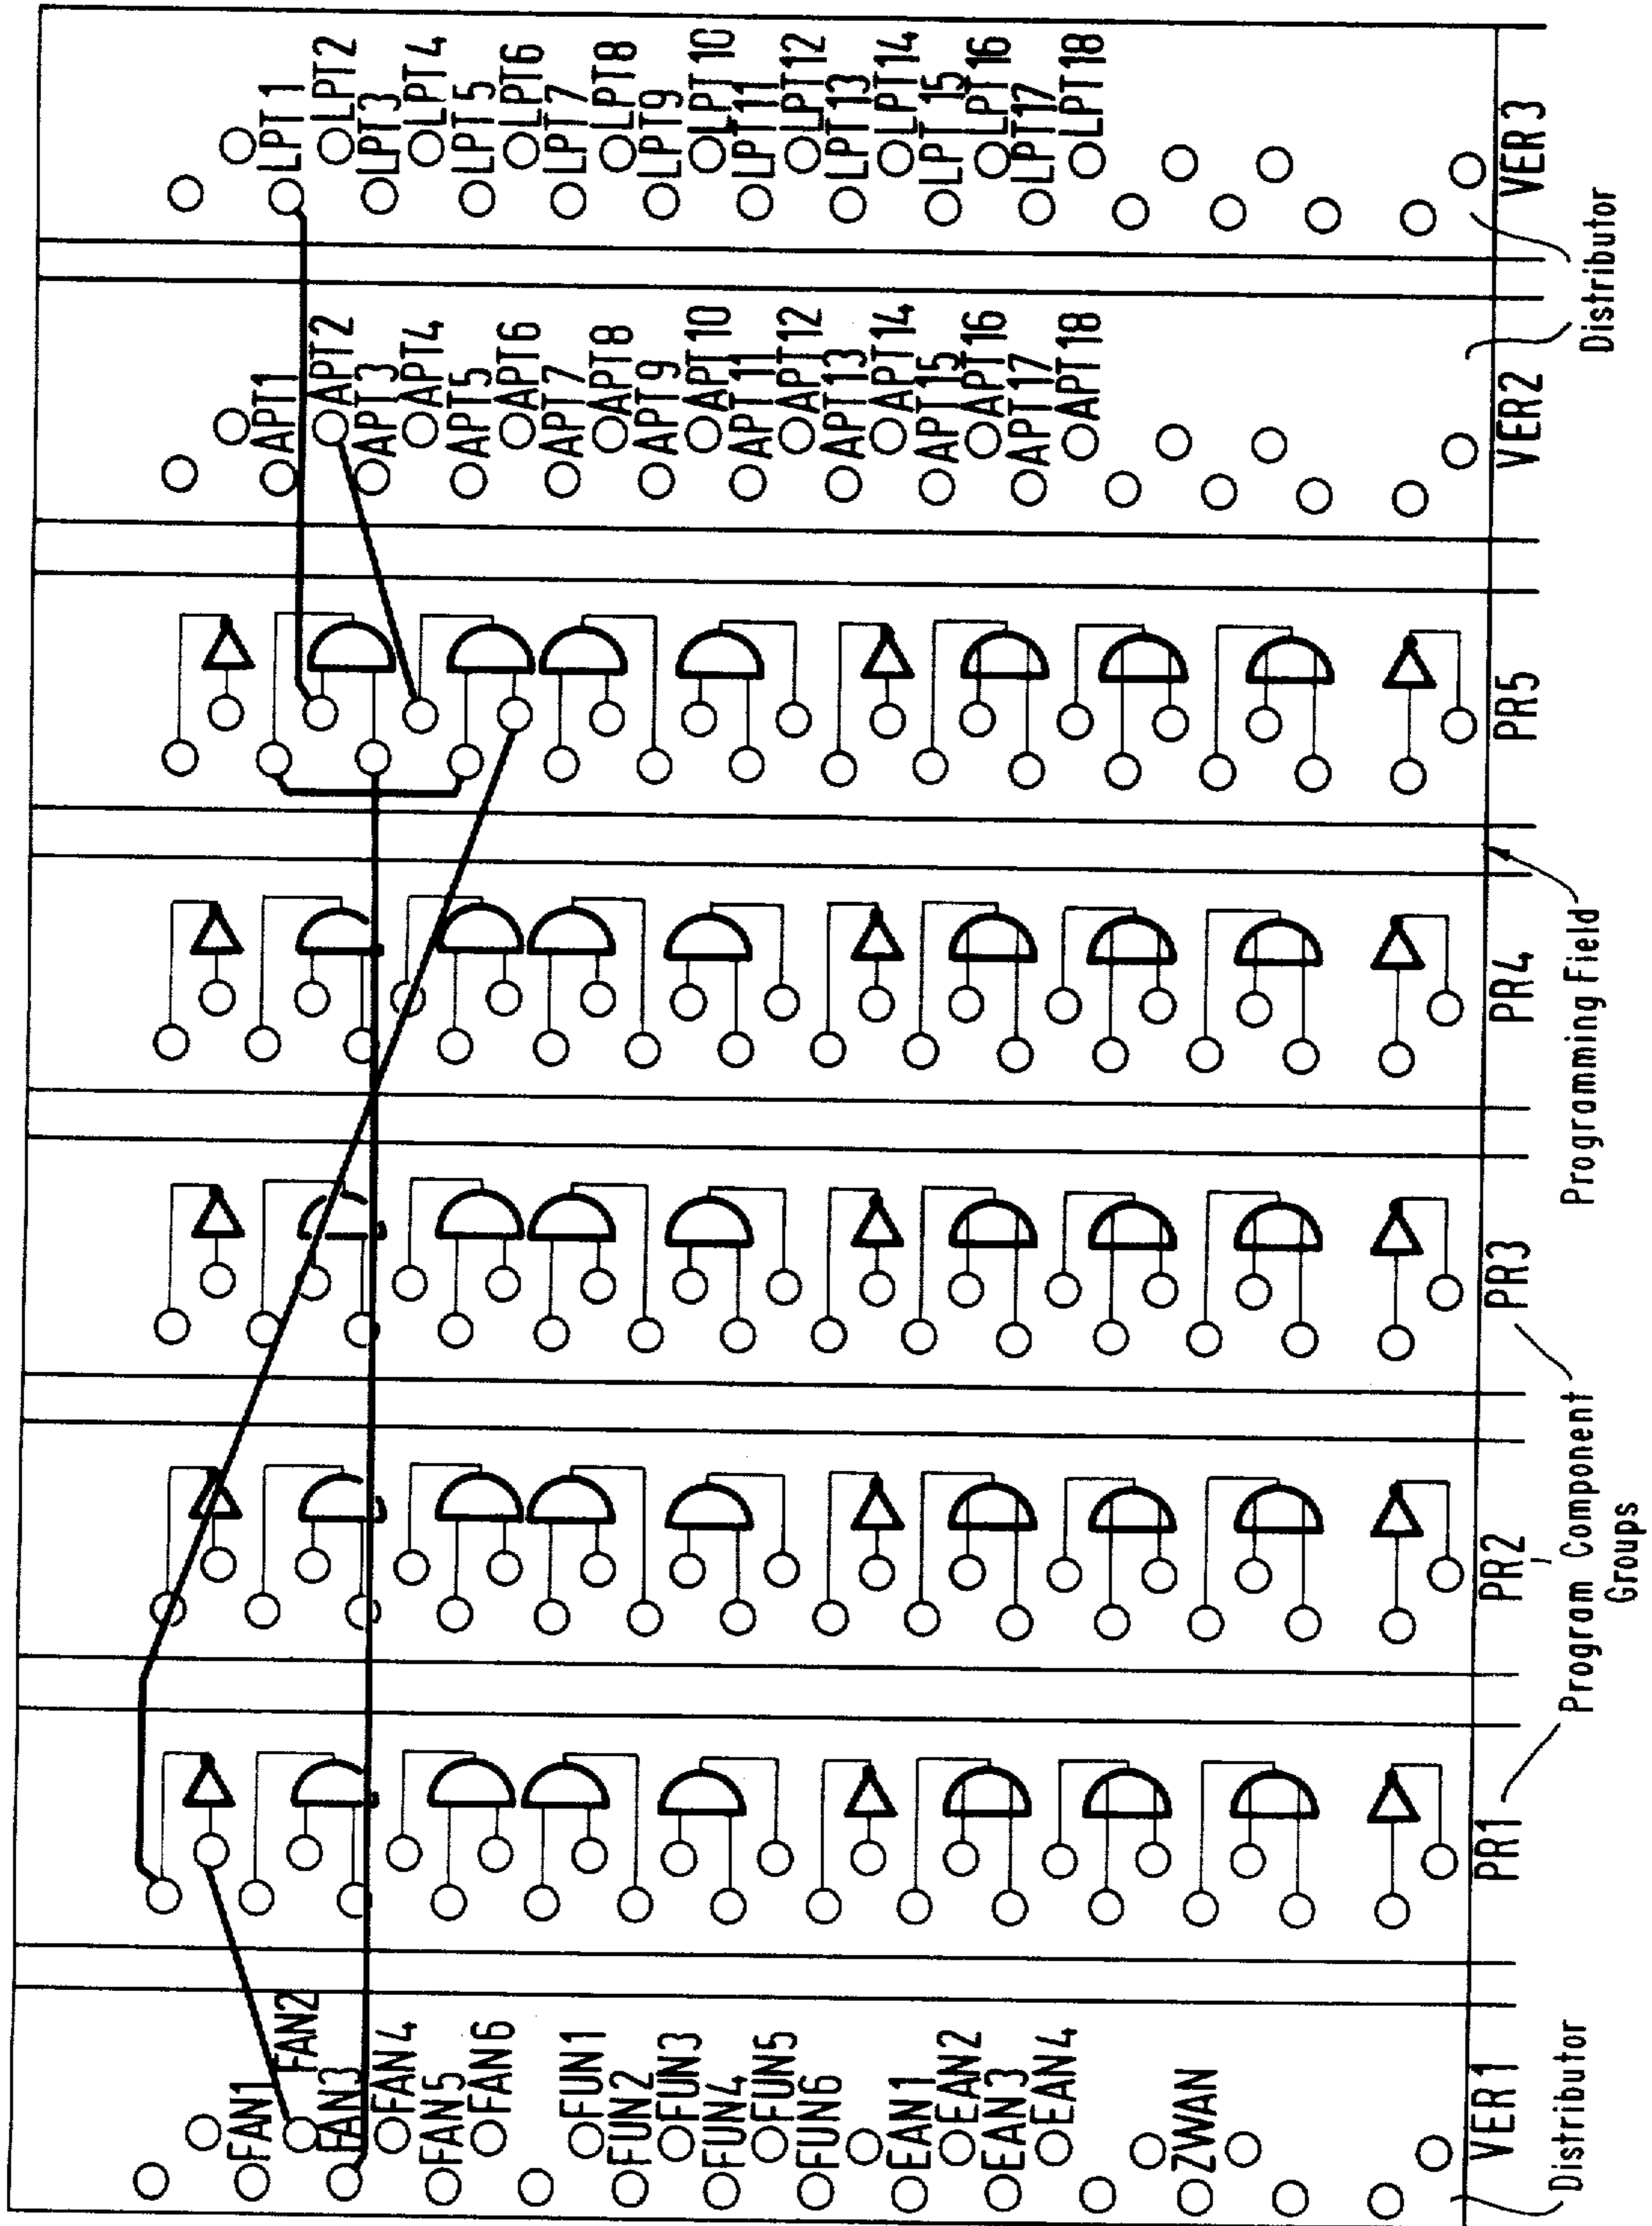 LPT1
LPT2
LPT3
LPT4
LPT5
LPT6
LPT7
LPT8
LPT9
LPT10
LPT11
LPT12
LPT13
LPT14
LPT15
LPT16
LPT17
LPT18
VER3
Distributor
APT1
APT2
APT3
APT4
APT5
APT6
APT7
APT8
APT9
APT10
APT11
APT12
APT13
APT14
APT15
APT16
APT17
APT18
VER2
PR5
PR4
Programming Field
PR3
PR2
Program Component
Groups
PR1
FAN1
FAN2
FAN3
FAN4
FAN5
FAN6
FUN1
FUN2
FUN3
FUN4
FUN5
FUN6
EAN1
EAN2
EAN3
EAN4
ZWAN
VER1
Distributor